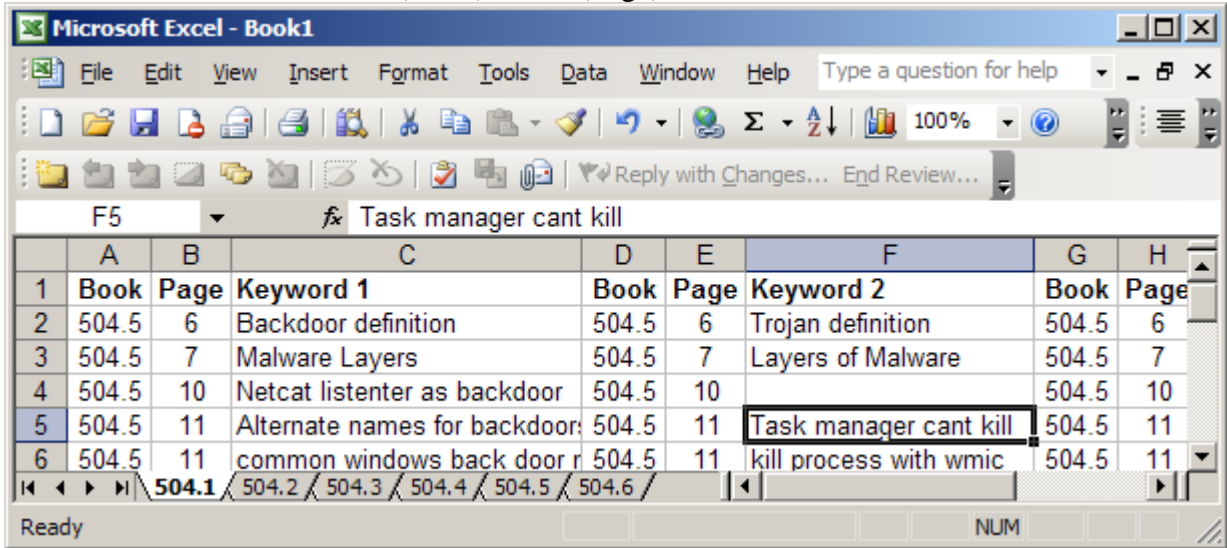 Microsoft Excel - Book1
File Edit View Insert Format Tools Data Window Help Type a question for help
100%
Reply with Changes... End Review...
F5 fx Task manager cant kill
A B C D E F G H
1 Book Page Keyword 1 Book Page Keyword 2 Book Page
2 504.5 6 Backdoor definition 504.5 6 Trojan definition 504.5 6
3 504.5 7 Malware Layers 504.5 7 Layers of Malware 504.5 7
4 504.5 10 Netcat listenter as backdoor 504.5 10 504.5 10
5 504.5 11 Alternate names for backdoor 504.5 11 Task manager cant kill 504.5 11
6 504.5 11 common windows back door 504.5 11 kill process with wmic 504.5 11
504.1 504.2 504.3 504.4 504.5 504.6
Ready NUM